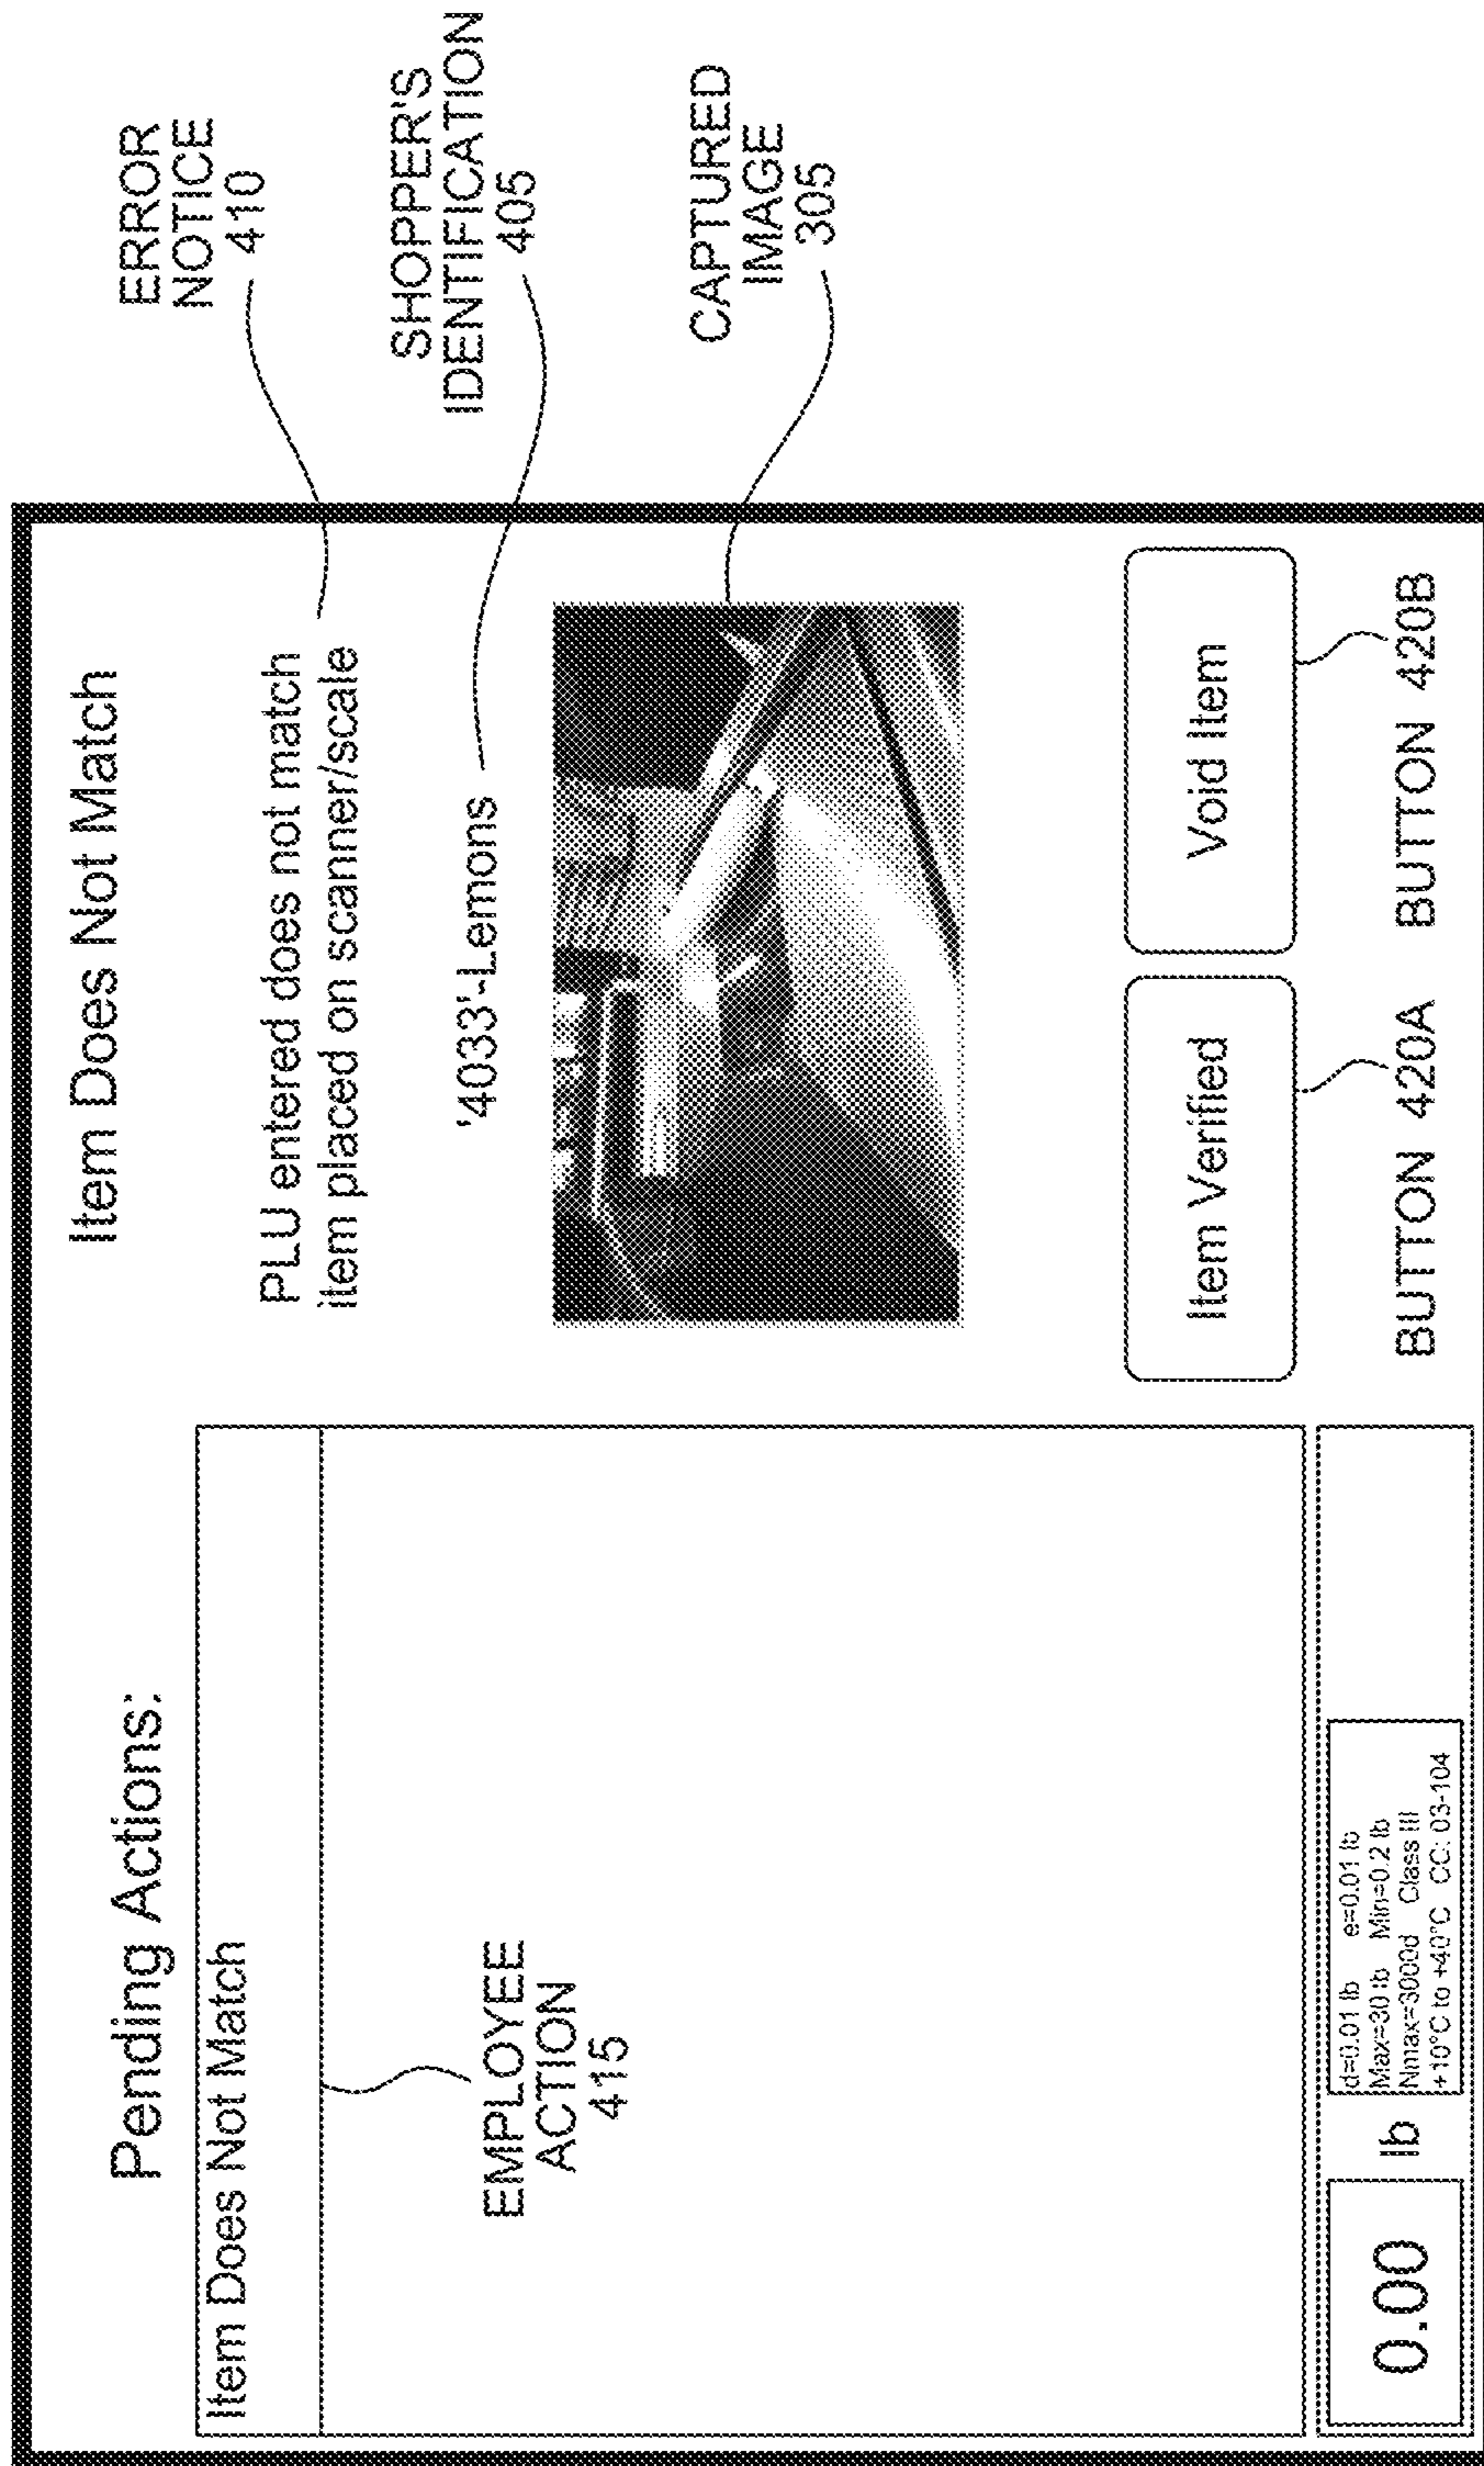 Pending Actions:
Item Does Not Match
EMPLOYEE
ACTION
415
0.00
lb
d=0.01 lb e=0.01 lb
Max=30 lb Min=0.2 lb
Nmax=3000d Class III
+10°C to +40°C CC: 03-104
Item Does Not Match
PLU entered does not match
item placed on scanner/scale
'4033'-Lemons
Item Verified
Void Item
BUTTON 420A
BUTTON 420B
ERROR
NOTICE
410
SHOPPER'S
IDENTIFICATION
405
CAPTURED
IMAGE
305